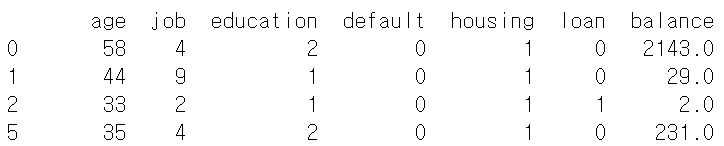 age job education default housing loan balance
0 58 4 2 0 1 0 2143.0
1 44 9 1 0 1 0 29.0
2 33 2 1 0 1 1 2.0
5 35 4 2 0 1 0 231.0